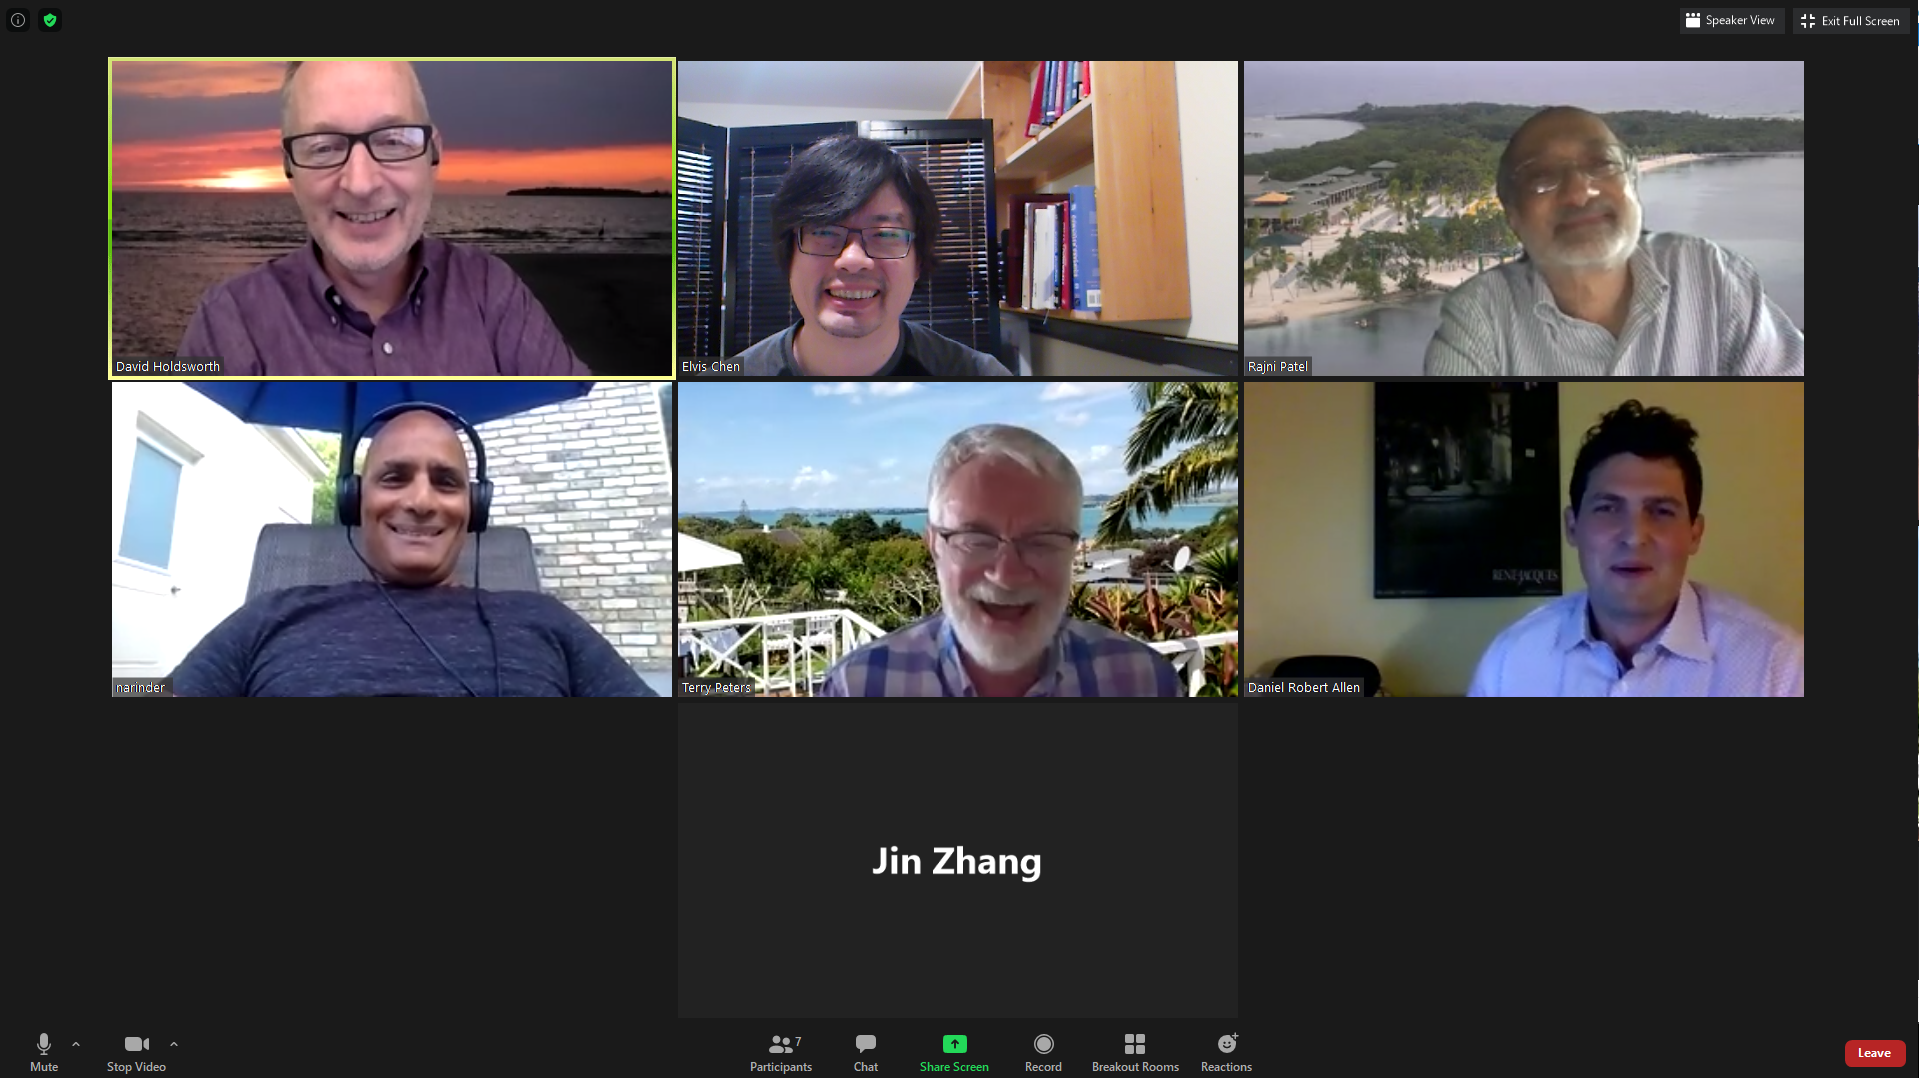 Speaker View
Exit Full Screen
David Holdsworth
Elvis Chen
Rajni Patel
narinder
Terry Peters
RENE-JACQUES
Daniel Robert Allen
Jin Zhang
Mute
Stop Video
7
Participants
Chat
Share Screen
Record
Breakout Rooms
Reactions
Leave